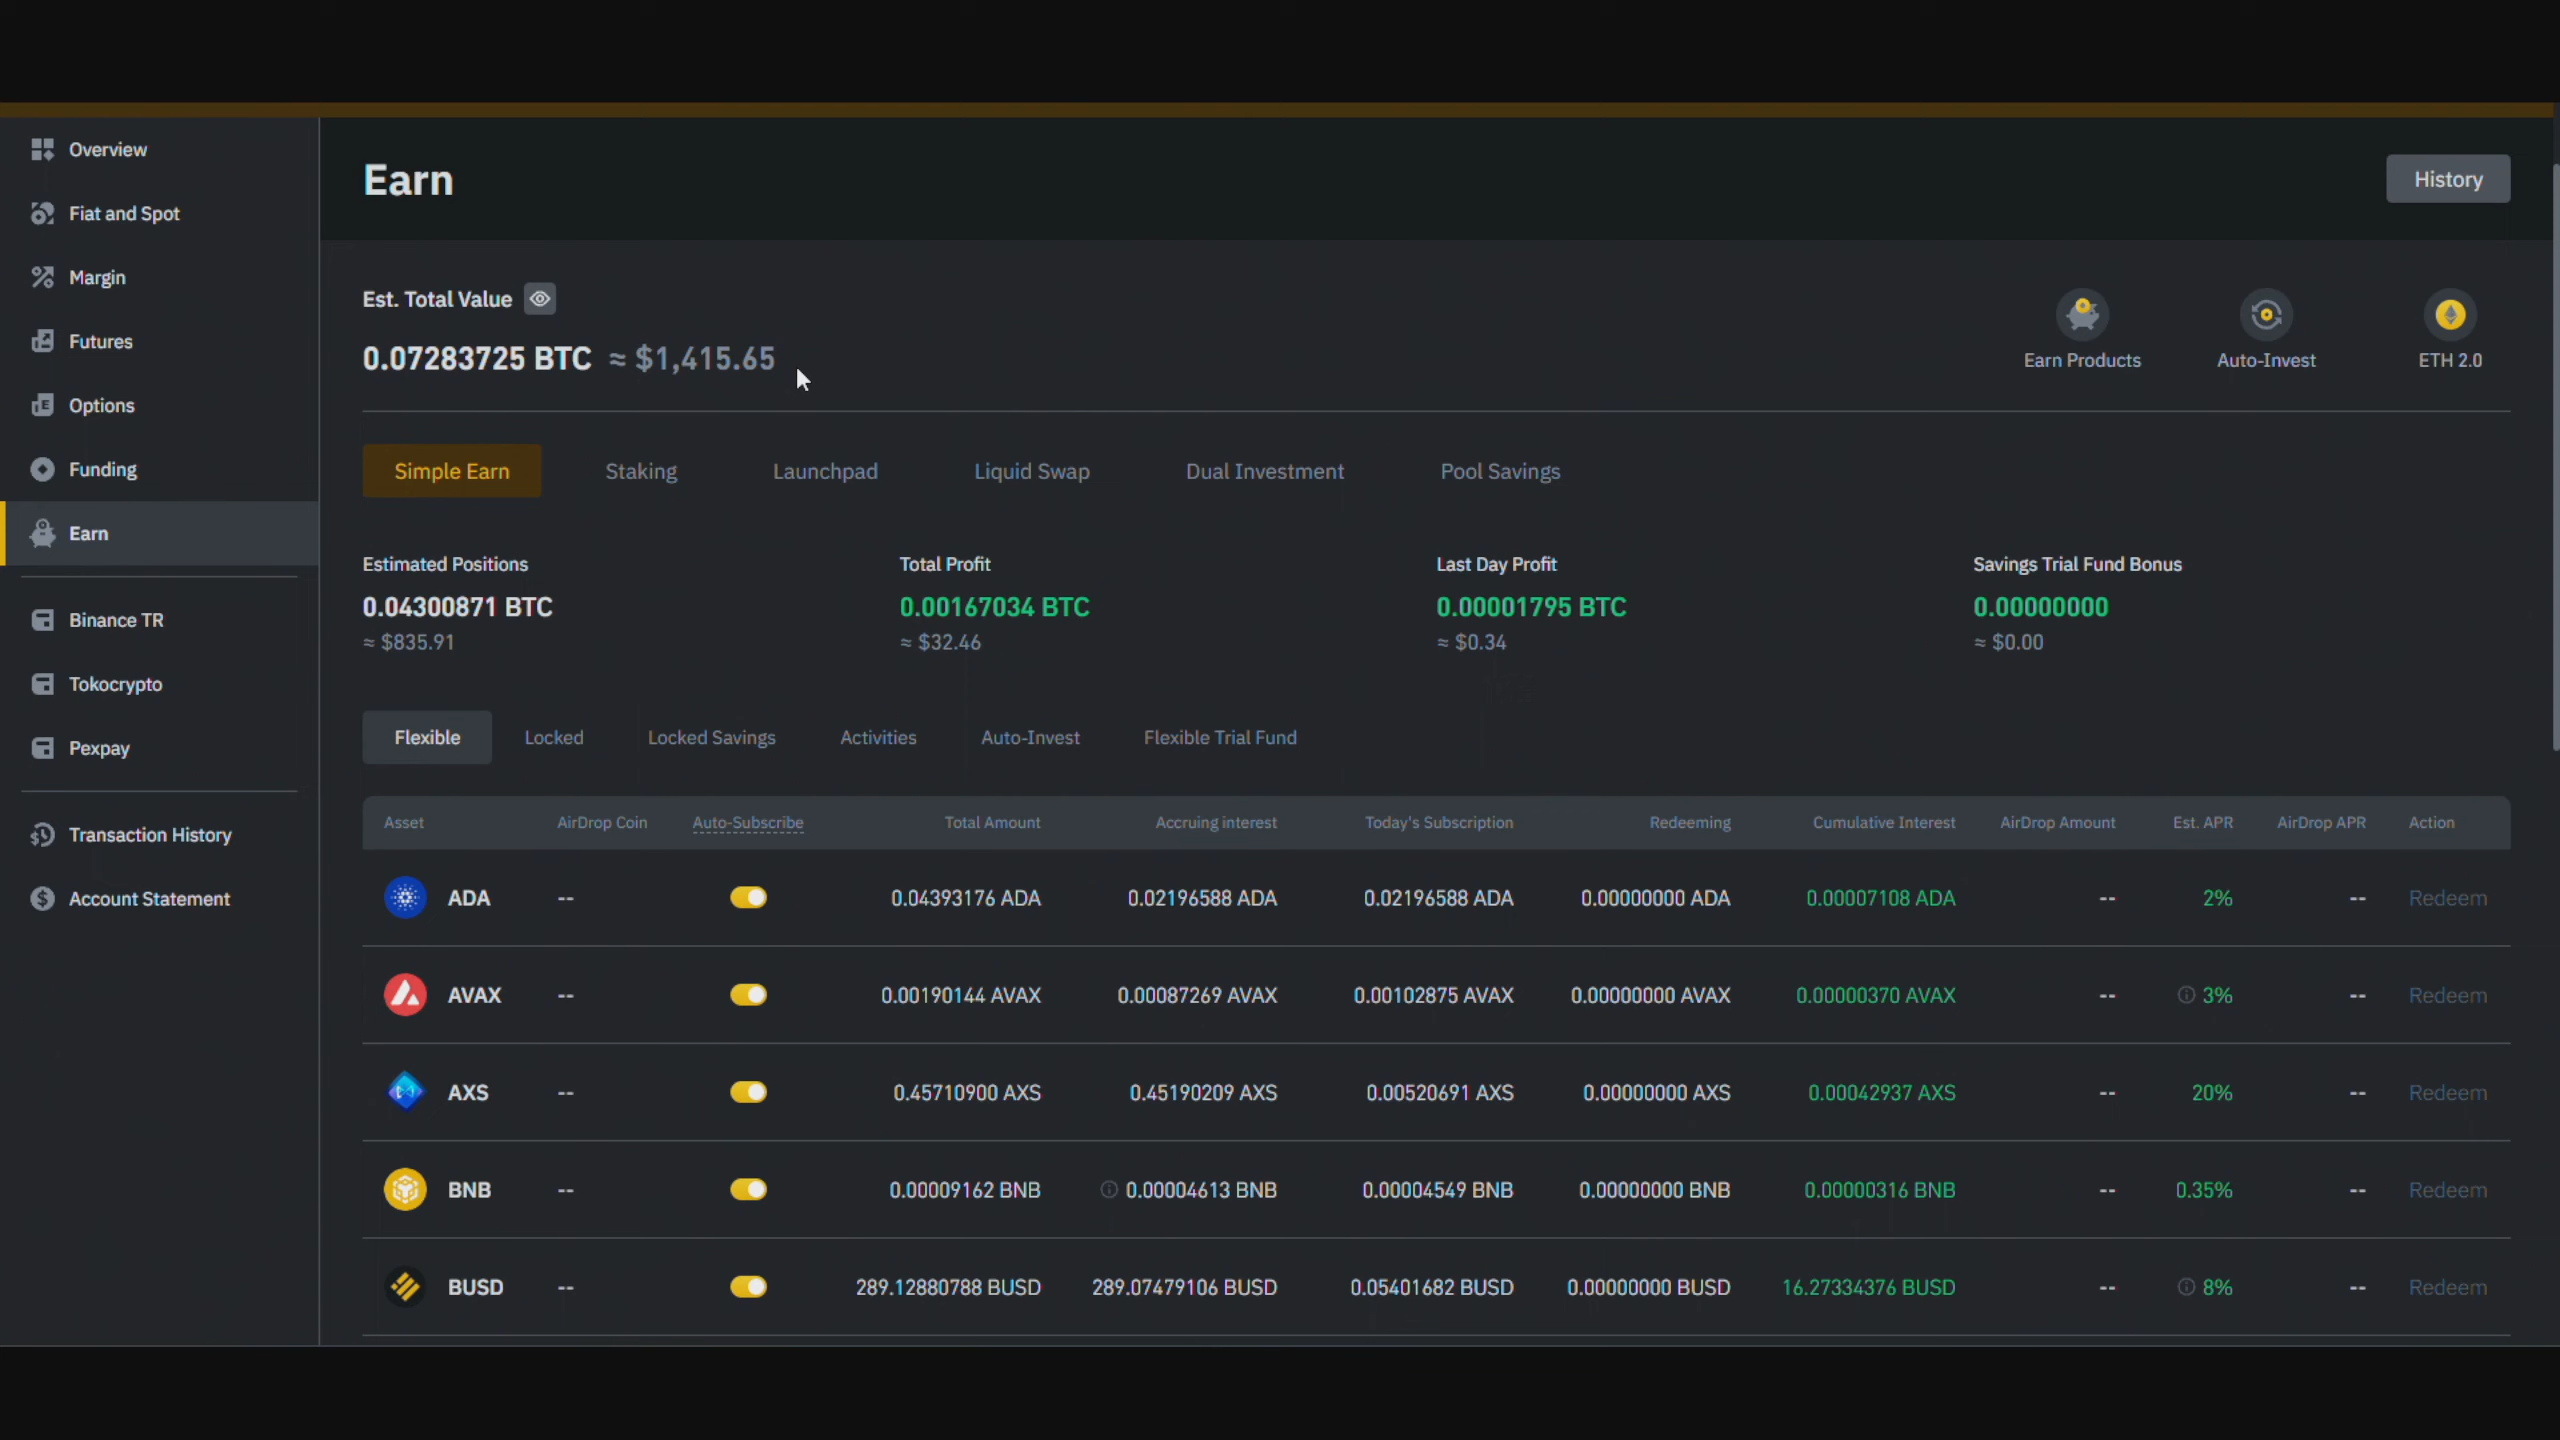 Overview
Fiat and Spot
Margin
Futures
Options
Funding
Earn
Binance TR
Tokocrypto
Pexpay
Transaction History
Account Statement
Earn
History
Est. Total Value
0.07283725 BTC ≈ $1,415.65
Earn Products Auto-Invest ETH 2.0
Simple Earn Staking Launchpad Liquid Swap Dual Investment Pool Savings
Estimated Positions Total Profit Last Day Profit Savings Trial Fund Bonus
0.04300871 BTC 0.00167034 BTC 0.00001795 BTC 0.00000000
≈ $835.91 ≈ $32.46 ≈ $0.34 ≈ $0.00
Flexible Locked Locked Savings Activities Auto-Invest Flexible Trial Fund
Asset AirDrop Coin Auto-Subscribe Total Amount Accruing interest Today's Subscription Redeeming Cumulative Interest AirDrop Amount Est. APR AirDrop APR Action
ADA -- 0.04393176 ADA 0.02196588 ADA 0.02196588 ADA 0.00000000 ADA 0.00007108 ADA -- 2% -- Redeem
AVAX -- 0.00190144 AVAX 0.00087269 AVAX 0.00102875 AVAX 0.00000000 AVAX 0.00000370 AVAX -- 3% -- Redeem
AXS -- 0.45710900 AXS 0.45190209 AXS 0.00520691 AXS 0.00000000 AXS 0.00042937 AXS -- 20% -- Redeem
BNB -- 0.00009162 BNB 0.00004613 BNB 0.00004549 BNB 0.00000000 BNB 0.00000316 BNB -- 0.35% -- Redeem
BUSD -- 289.12880788 BUSD 289.07479106 BUSD 0.05401682 BUSD 0.00000000 BUSD 16.27334376 BUSD -- 8% -- Redeem